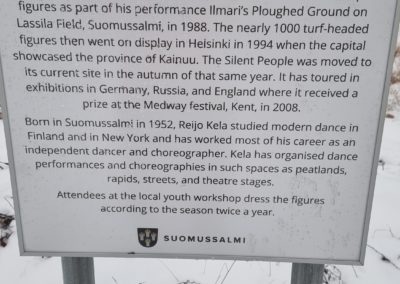 figures as part of his performance Ilmari's Ploughed Ground on
Lassila Field, Suomussalmi, in 1988. The nearly 1000 turf-headed
figures then went on display in Helsinki in 1994 when the capital
showcased the province of Kainuu. The Silent People was moved to
its current site in the autumn of that same year. It has toured in
exhibitions in Germany, Russia, and England where it received a
prize at the Medway festival, Kent, in 2008.
Born in Suomussalmi in 1952, Reijo Kela studied modern dance in
Finland and in New York and has worked most of his career as an
independent dancer and choreographer. Kela has organised dance
performances and choreographies in such spaces as peatlands,
rapids, streets, and theatre stages.
Attendees at the local youth workshop dress the figures
according to the season twice a year.
SUOMUSSALMI